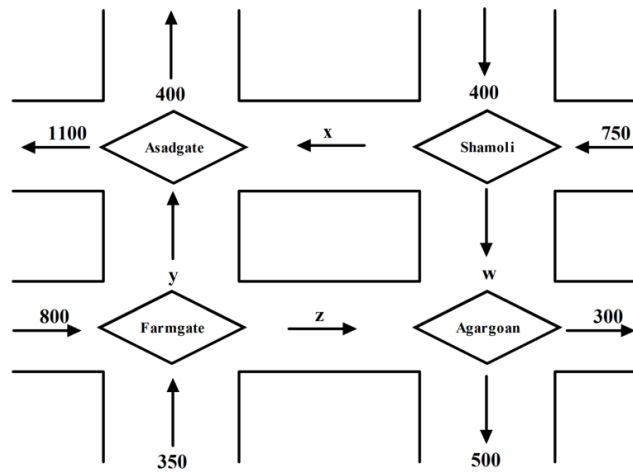 400
400
1100
x
750
Asadgate
Shamoli
y
w
800
z
300
Farmgate
Agargoan
350
500